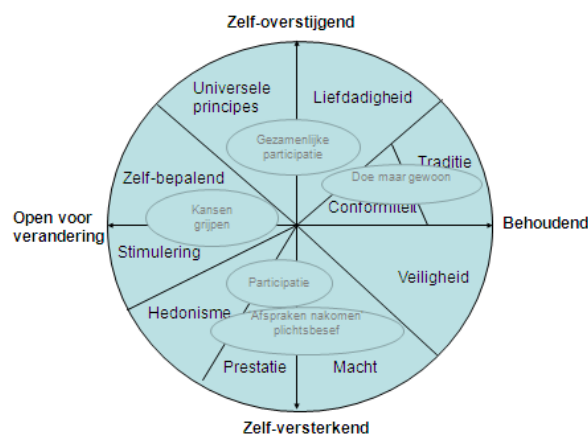 Zelf-overstijgend
Universele
principes
Liefdadigheid
Gezamenlijke
participatie
Traditie
Doe maar gewoon
Zelf-bepalend
Conformiteit
Kansen
grijpen
Open voor
verandering
Behoudend
Stimulering
Veiligheid
Participatie
Hedonisme
Afspraken nakomen
plichtsbesef
Prestatie
Macht
Zelf-versterkend